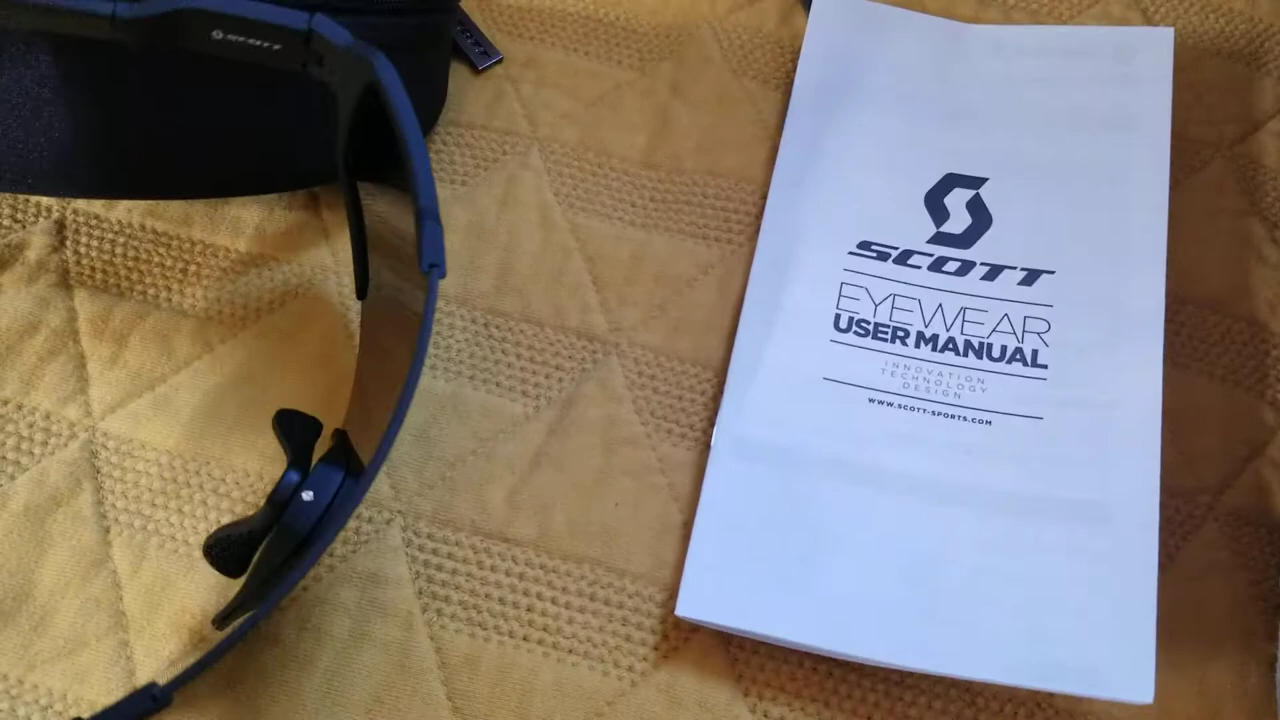 SCOTT
SCOTT
EYEWEAR
USER MANUAL
INNOVATION
TECHNOLOGY
DESIGN
WWW.SCOTT-SPORTS.COM